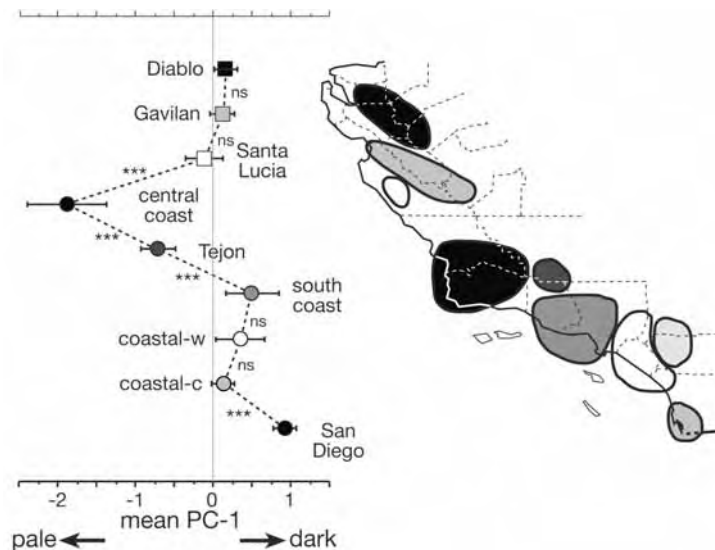 Diablo
ns
Gavilan
ns
Santa
Lucia
***
central
coast
***
Tejon
***
south
coast
ns
coastal-w
ns
coastal-c
***
San
Diego
-2 -1 0 1
mean PC-1
pale dark